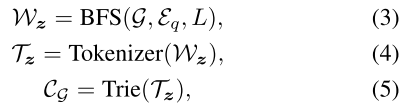 𝒲_𝒛 = BFS(𝒢, ℰ_q, L), (3)
𝒯_𝒛 = Tokenizer(𝒲_𝒛), (4)
𝒞_𝒢 = Trie(𝒯_𝒛), (5)